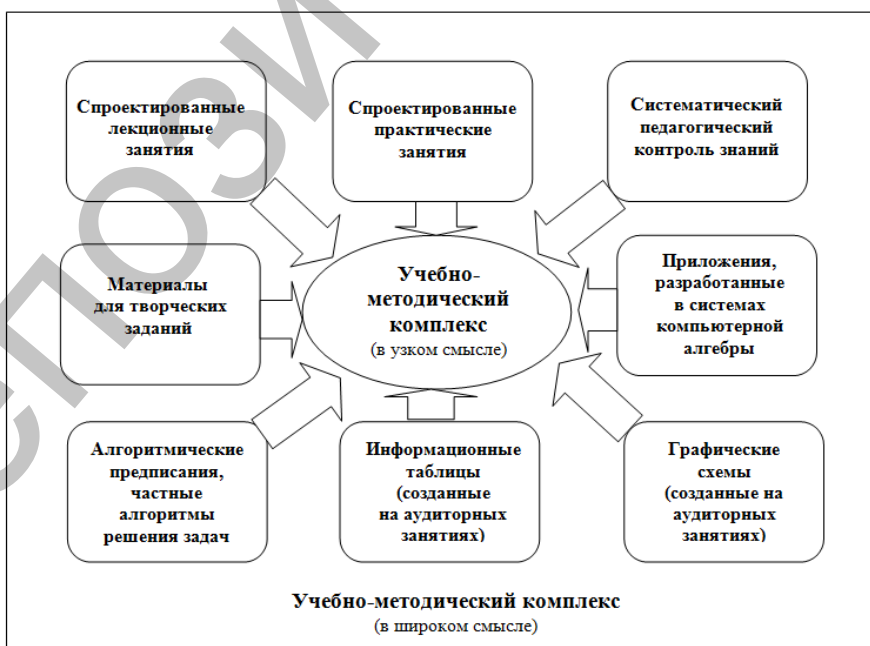 Спроектированные
лекционные
занятия
Спроектированные
практические
занятия
Систематический
педагогический
контроль знаний
Материалы
для творческих
заданий
Учебно-
методический
комплекс
(в узком смысле)
Приложения,
разработанные
в системах
компьютерной
алгебры
Алгоритмические
предписания,
частные
алгоритмы
решения задач
Информационные
таблицы
(созданные
на аудиторных
занятиях)
Графические
схемы
(созданные на
аудиторных
занятиях)
Учебно-методический комплекс
(в широком смысле)